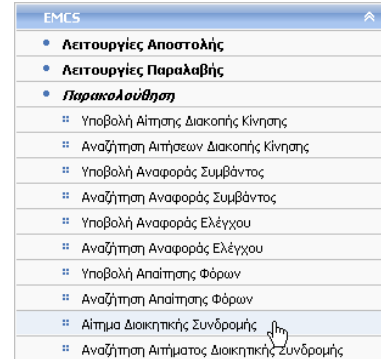 EMCS
Λειτουργίες Αποστολής
Λειτουργίες Παραλαβής
Παρακολούθηση
Υποβολή Αίτησης Διακοπής Κίνησης
Αναζήτηση Αιτήσεων Διακοπής Κίνησης
Υποβολή Αναφοράς Συμβάντος
Αναζήτηση Αναφοράς Συμβάντος
Υποβολή Αναφοράς Ελέγχου
Αναζήτηση Αναφοράς Ελέγχου
Υποβολή Απαίτησης Φόρων
Αναζήτηση Απαίτησης Φόρων
Αίτημα Διοικητικής Συνδρομής
Αναζήτηση Αιτήματος Διοικητικής Συνδρομής